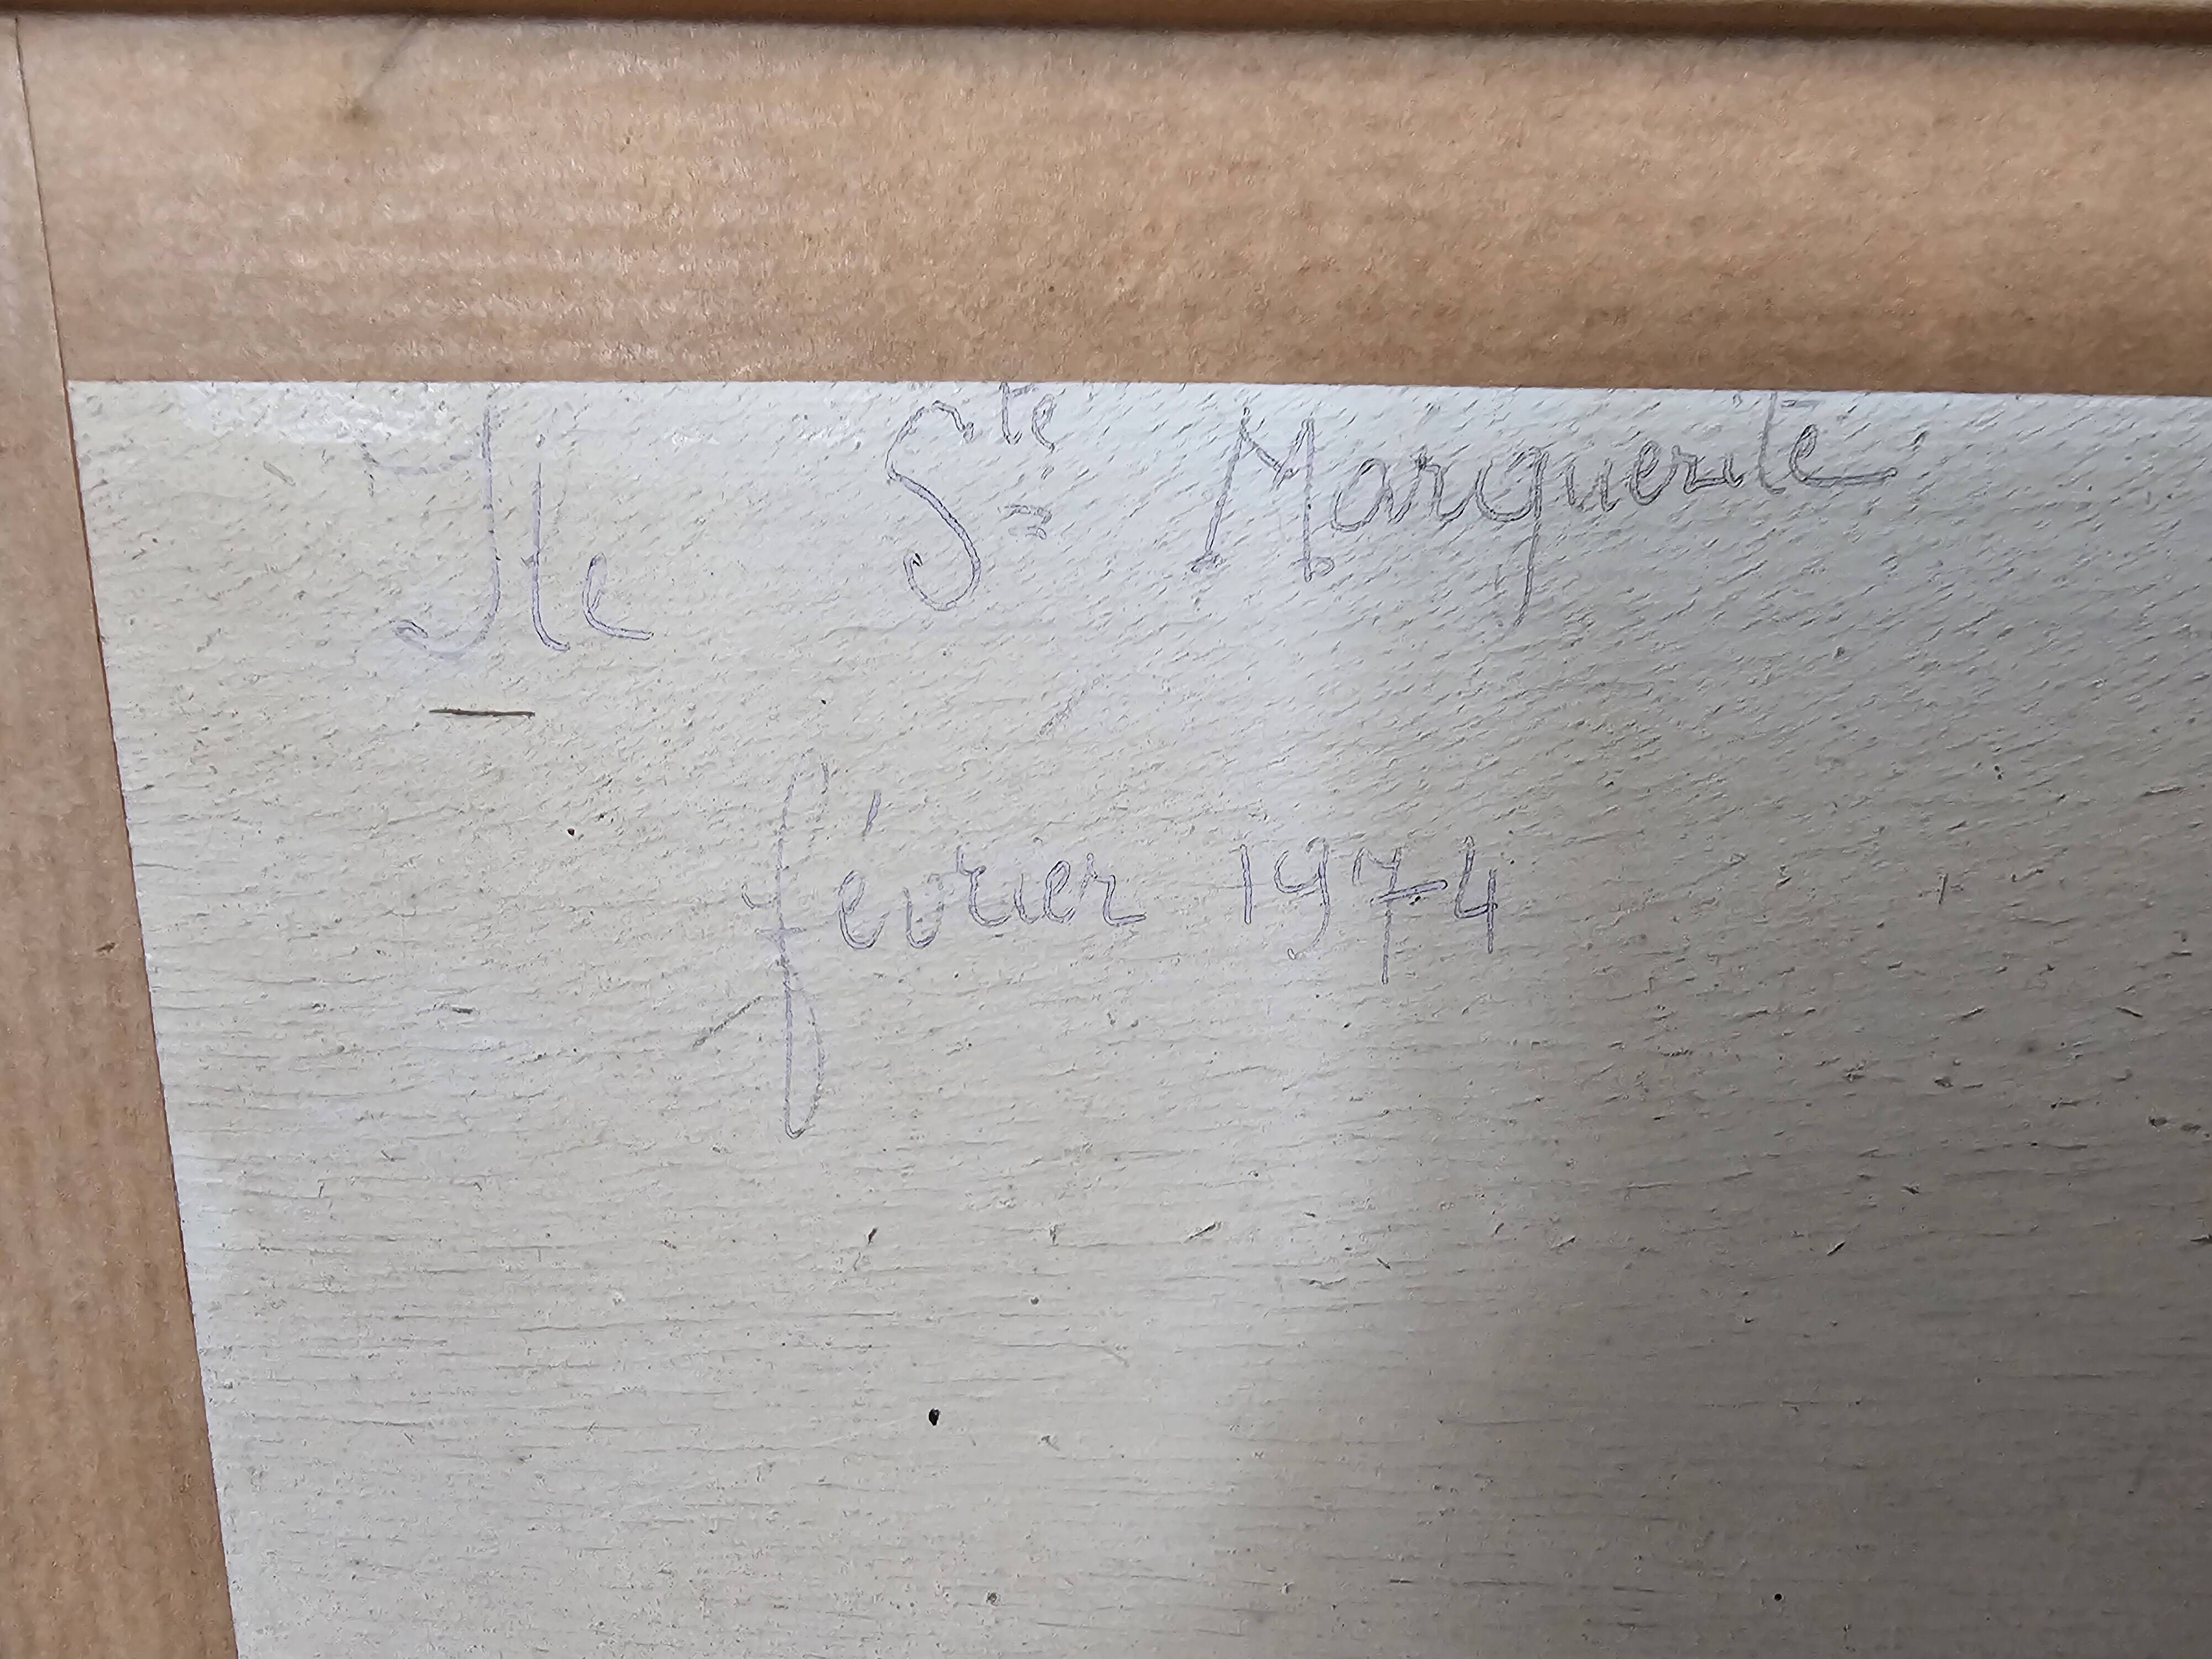 Ile Ste Marguerite
février 1974